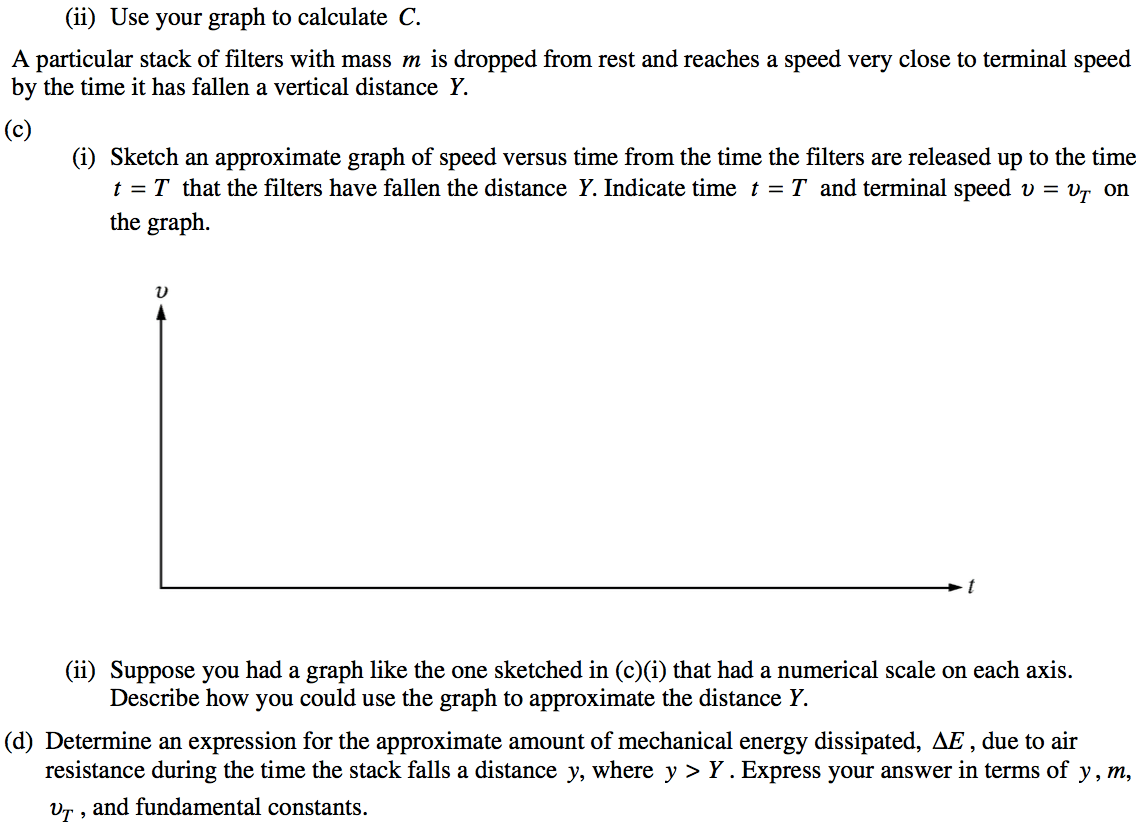 (ii) Use your graph to calculate C.
A particular stack of filters with mass m is dropped from rest and reaches a speed very close to terminal speed
by the time it has fallen a vertical distance Y.
(c)
(i) Sketch an approximate graph of speed versus time from the time the filters are released up to the time
t = T that the filters have fallen the distance Y. Indicate time t = T and terminal speed υ = υ_T on
the graph.
υ
t
(ii) Suppose you had a graph like the one sketched in (c)(i) that had a numerical scale on each axis.
Describe how you could use the graph to approximate the distance Y.
(d) Determine an expression for the approximate amount of mechanical energy dissipated, ΔE , due to air
resistance during the time the stack falls a distance y, where y > Y . Express your answer in terms of y , m,
υ_T , and fundamental constants.